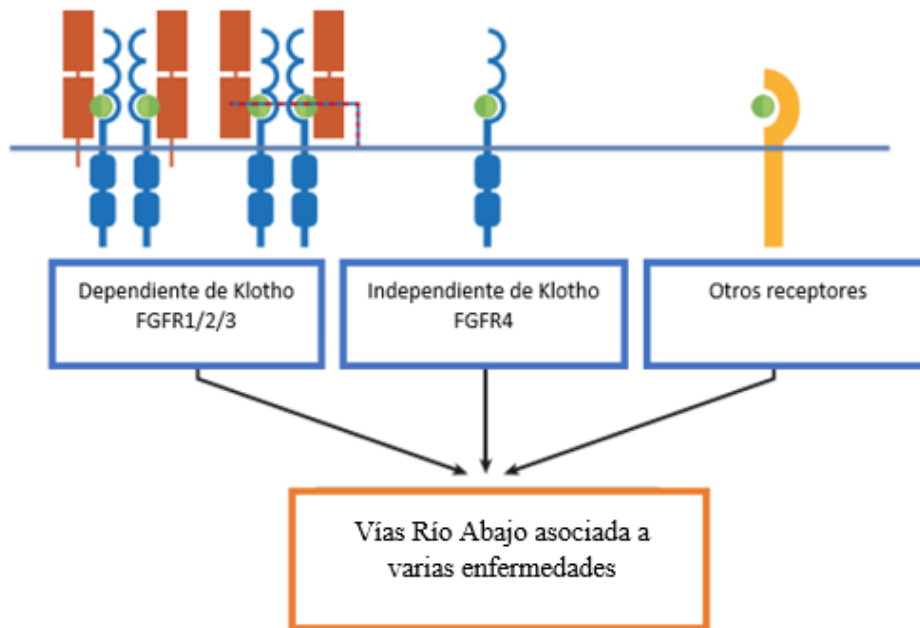 Dependiente de Klotho
FGFR1/2/3
Independiente de Klotho
FGFR4
Otros receptores
Vías Río Abajo asociada a
varias enfermedades